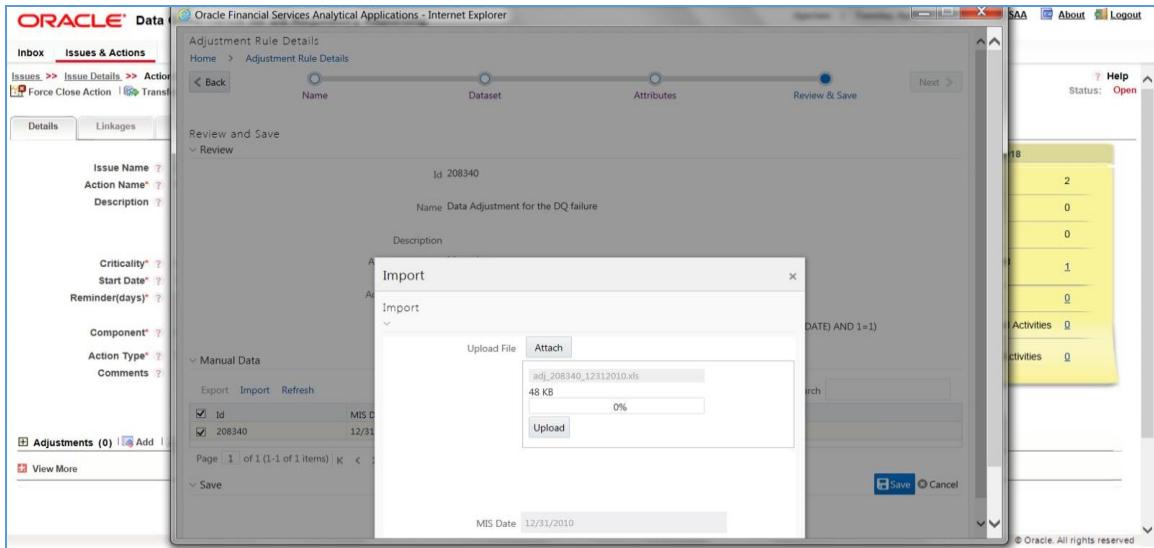 ORACLE® Data
Oracle Financial Services Analytical Applications - Internet Explorer
SAA About Logout
Inbox Issues & Actions
Issues >> Issue Details >> Action
Force Close Action
? Help
Status: Open
Details Linkages
Issue Name ?
Action Name* ?
Description ?
Criticality* ?
Start Date* ?
Reminder(days)* ?
Component* ?
Action Type* ?
Comments ?
Adjustments (0) Add
View More
Adjustment Rule Details
Home > Adjustment Rule Details
< Back
Name
Dataset
Attributes
Review & Save
Next >
Review and Save
Review
Id 208340
Name Data Adjustment for the DQ failure
Description
DATE) AND 1=1)
Manual Data
Export Import Refresh
Id MIS D
208340 12/31
Page 1 of 1 (1-1 of 1 items)
Save
Save Cancel
Import ×
Import
Upload File Attach
adj_208340_12312010.xls
48 KB
0%
Upload
MIS Date 12/31/2010
2
0
0
1
0
Activities 0
ctivities 0
© Oracle. All rights reserved